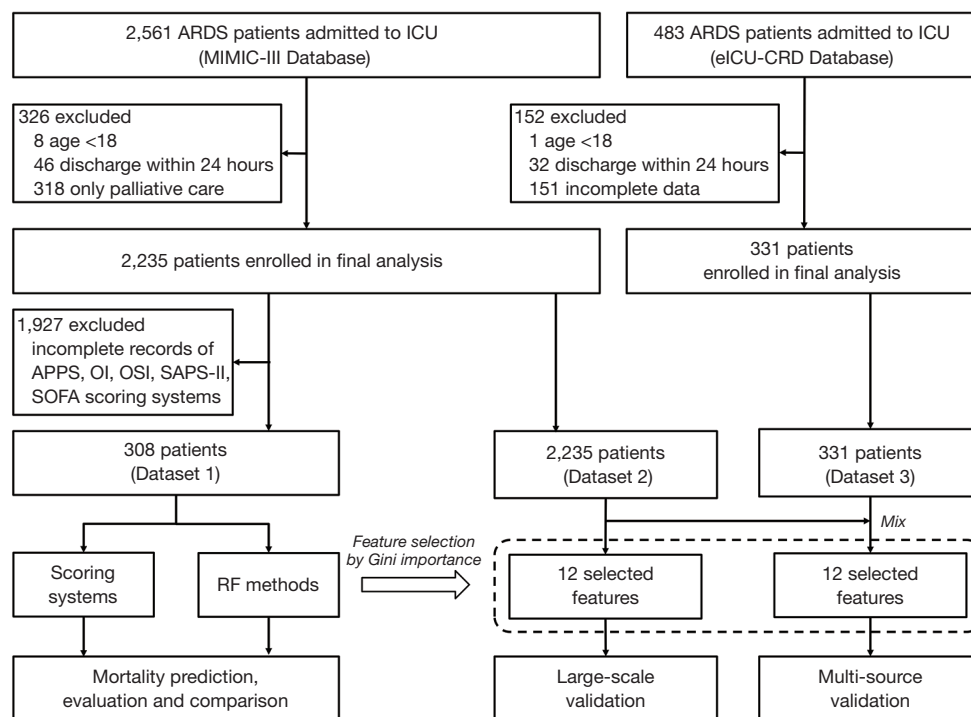 2,561 ARDS patients admitted to ICU
(MIMIC-III Database)
483 ARDS patients admitted to ICU
(eICU-CRD Database)
326 excluded
8 age <18
46 discharge within 24 hours
318 only palliative care
152 excluded
1 age <18
32 discharge within 24 hours
151 incomplete data
2,235 patients enrolled in final analysis
331 patients
enrolled in final analysis
1,927 excluded
incomplete records of
APPS, OI, OSI, SAPS-II,
SOFA scoring systems
308 patients
(Dataset 1)
2,235 patients
(Dataset 2)
331 patients
(Dataset 3)
Mix
Feature selection
by Gini importance
Scoring
systems
RF methods
12 selected
features
12 selected
features
Mortality prediction,
evaluation and comparison
Large-scale
validation
Multi-source
validation